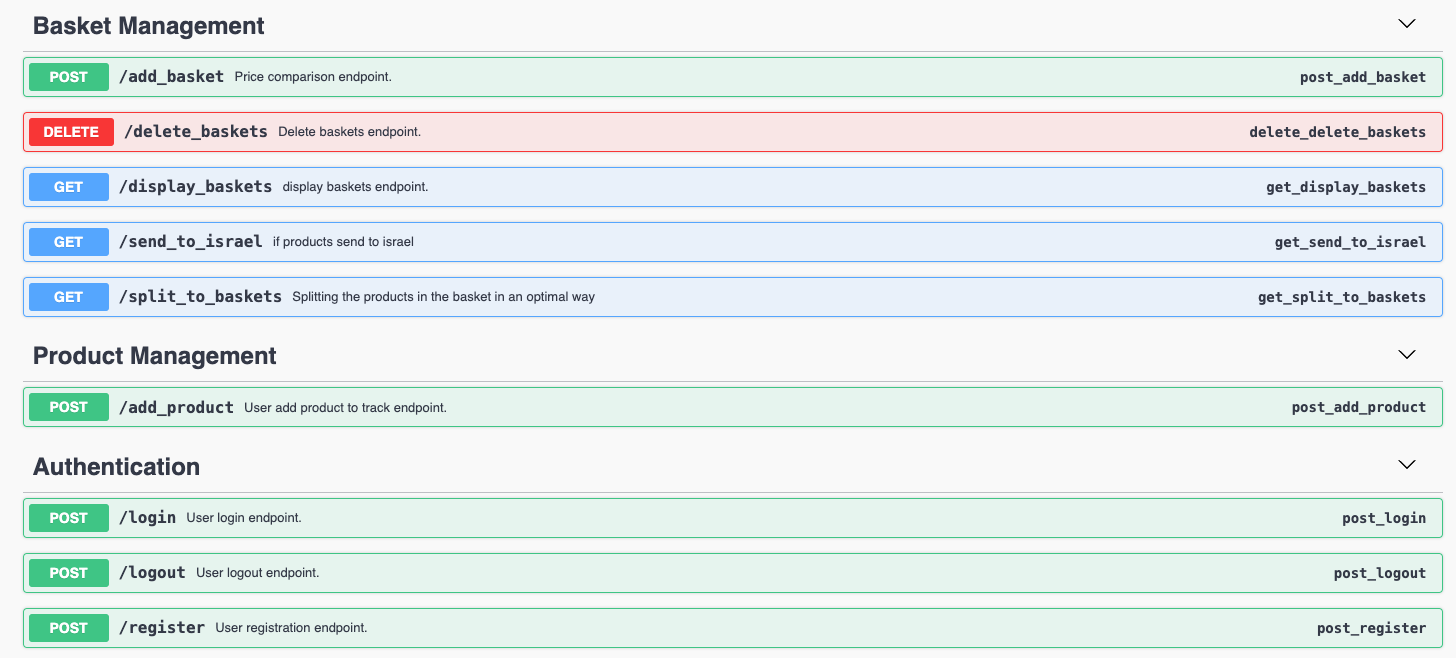 Basket Management
POST /add_basket Price comparison endpoint. post_add_basket
DELETE /delete_baskets Delete baskets endpoint. delete_delete_baskets
GET /display_baskets display baskets endpoint. get_display_baskets
GET /send_to_israel if products send to israel get_send_to_israel
GET /split_to_baskets Splitting the products in the basket in an optimal way get_split_to_baskets
Product Management
POST /add_product User add product to track endpoint. post_add_product
Authentication
POST /login User login endpoint. post_login
POST /logout User logout endpoint. post_logout
POST /register User registration endpoint. post_register